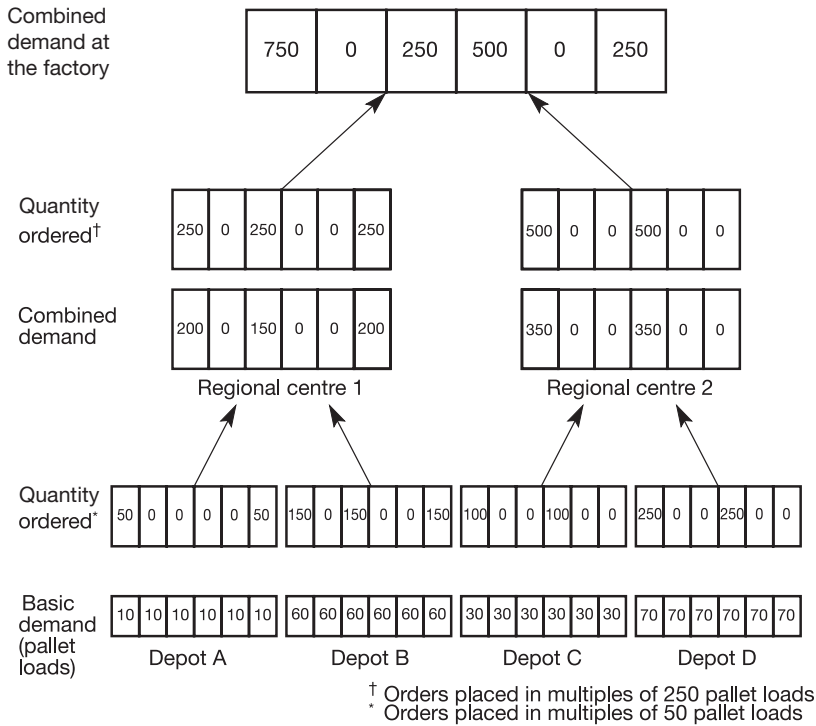 Combined
demand at
the factory
750 0 250 500 0 250
Quantity
ordered†
250 0 250 0 0 250
500 0 0 500 0 0
Combined
demand
200 0 150 0 0 200
350 0 0 350 0 0
Regional centre 1
Regional centre 2
Quantity
ordered*
50 0 0 0 0 50
150 0 150 0 0 150
100 0 0 100 0 0
250 0 0 250 0 0
Basic
demand
(pallet
loads)
10 10 10 10 10 10
60 60 60 60 60 60
30 30 30 30 30 30
70 70 70 70 70 70
Depot A
Depot B
Depot C
Depot D
† Orders placed in multiples of 250 pallet loads
* Orders placed in multiples of 50 pallet loads